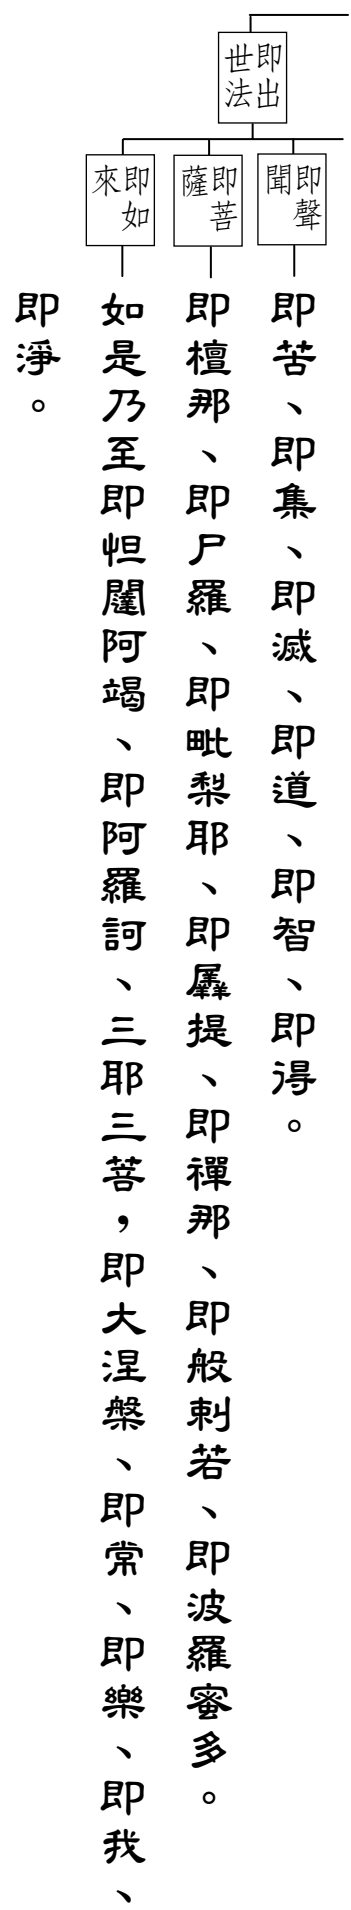 即出
世法
即聲
聞
即苦、即集、即滅、即道、即智、即得。
即菩
薩
即檀那、即尸羅、即毗梨耶、即羼提、即禪那、即般剌若、即波羅蜜多。
即如
來
如是乃至即怛闥阿竭、即阿羅訶、三耶三菩，即大涅槃、即常、即樂、即我、
即淨。